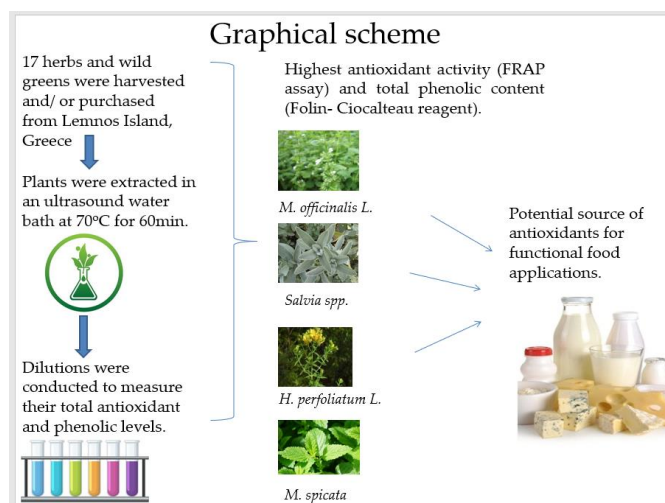 Graphical scheme
17 herbs and wild
greens were harvested
and/ or purchased
from Lemnos Island,
Greece
Plants were extracted in
an ultrasound water
bath at 70ºC for 60min.
Dilutions were
conducted to measure
their total antioxidant
and phenolic levels.
Highest antioxidant activity (FRAP
assay) and total phenolic content
(Folin- Ciocalteau reagent).
M. officinalis L.
Salvia spp.
H. perfoliatum L.
M. spicata
Potential source of
antioxidants for
functional food
applications.